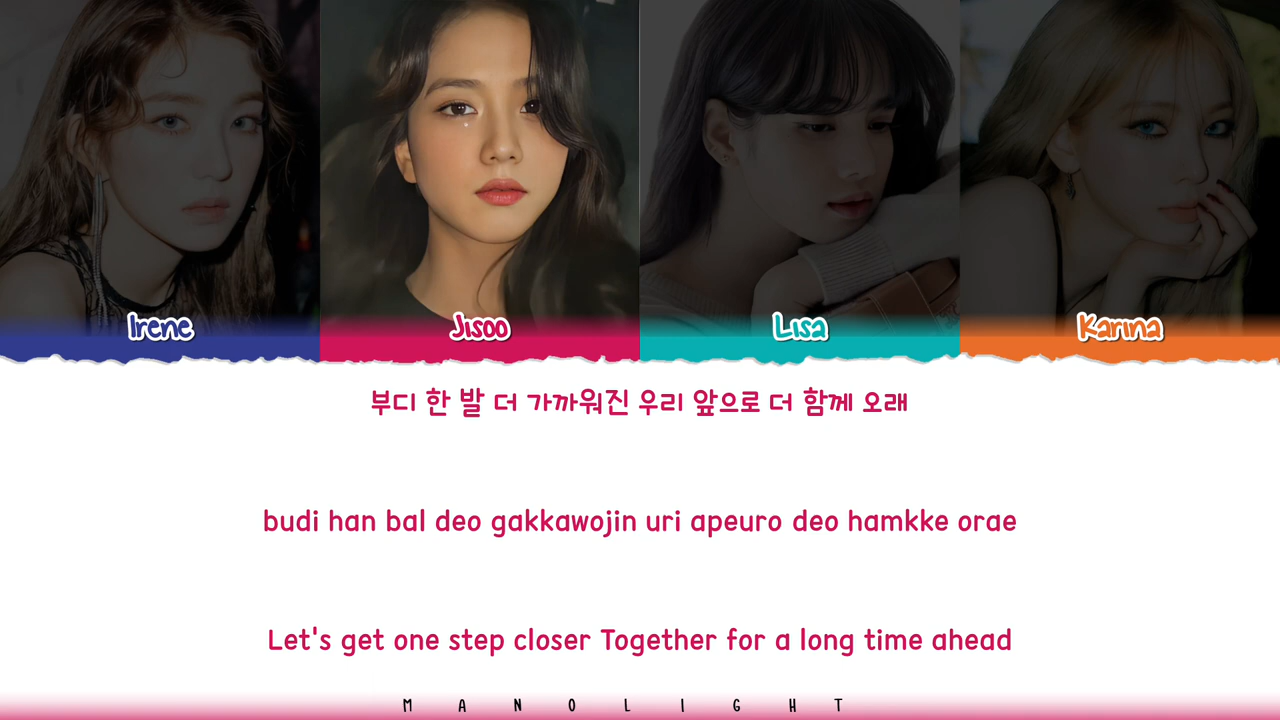 Irene Jisoo Lisa Karina
부디 한 발 더 가까워진 우리 앞으로 더 함께 오래
budi han bal deo gakkawojin uri apeuro deo hamkke orae
Let's get one step closer Together for a long time ahead
MANOLIGHT